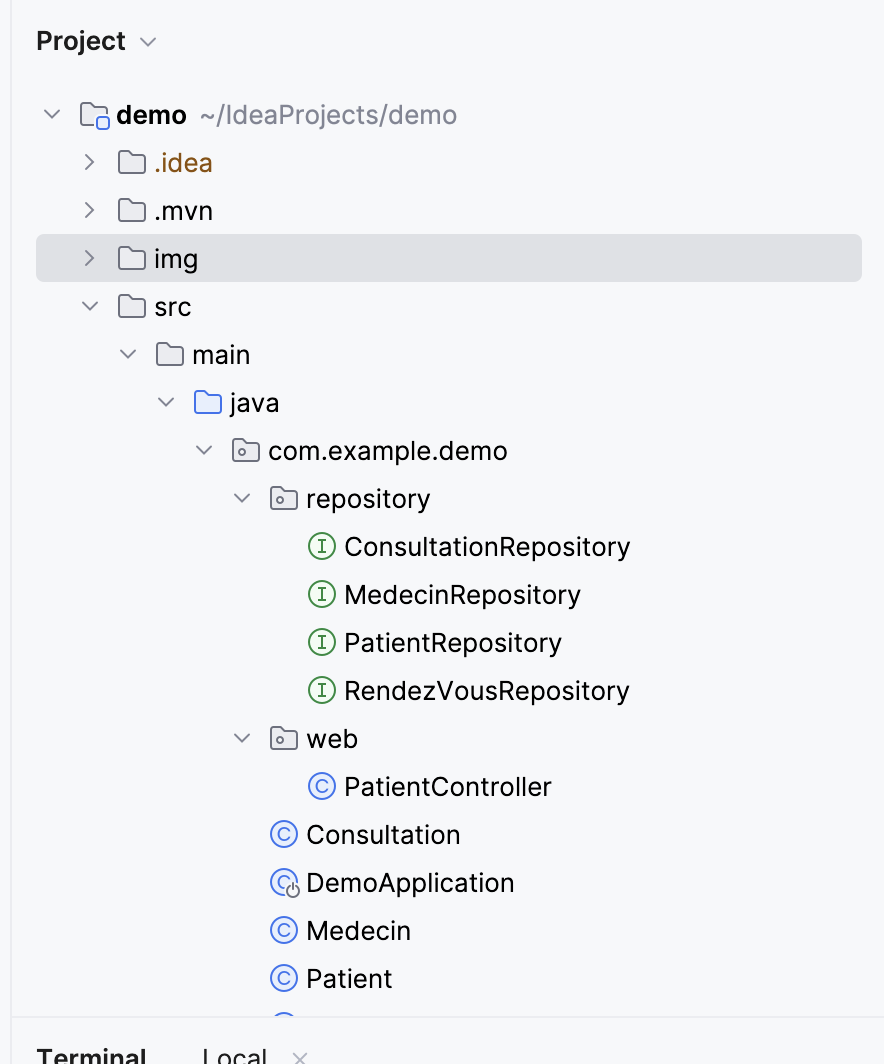 Project
demo ~/IdeaProjects/demo
.idea
.mvn
img
src
main
java
com.example.demo
repository
ConsultationRepository
MedecinRepository
PatientRepository
RendezVousRepository
web
PatientController
Consultation
DemoApplication
Medecin
Patient
Terminal Local